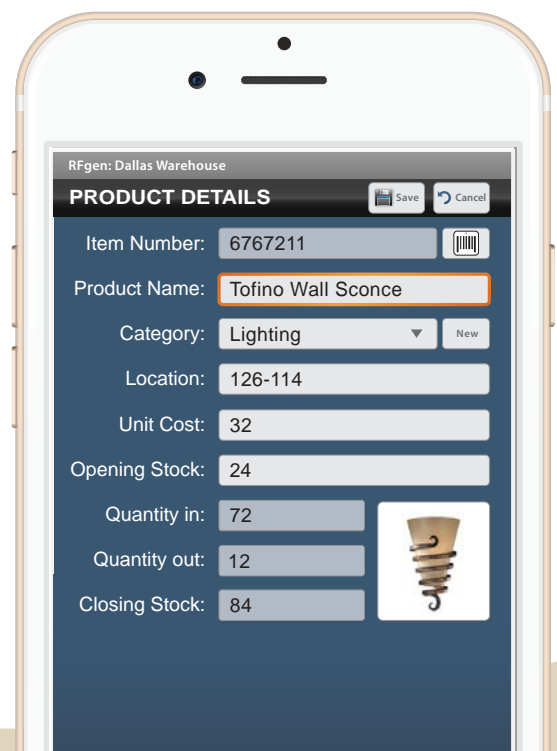 RFgen: Dallas Warehouse
PRODUCT DETAILS Save Cancel
Item Number: 6767211
Product Name: Tofino Wall Sconce
Category: Lighting New
Location: 126-114
Unit Cost: 32
Opening Stock: 24
Quantity in: 72
Quantity out: 12
Closing Stock: 84